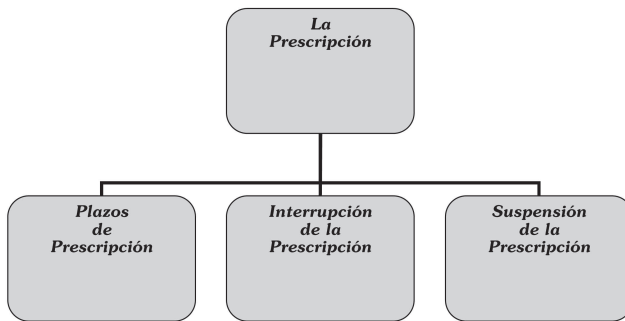 La
Prescripción
Plazos
de
Prescripción
Interrupción
de la
Prescripción
Suspensión
de la
Prescripción